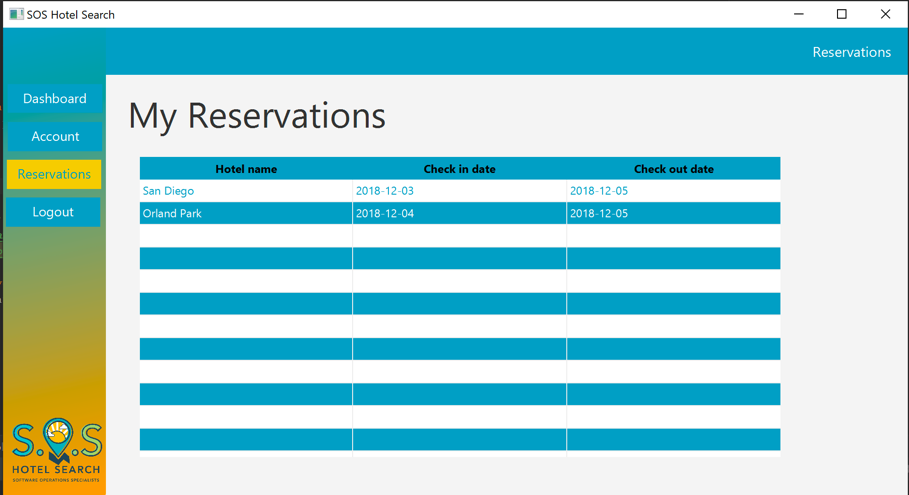 SOS Hotel Search
Reservations
Dashboard
Account
Reservations
Logout
My Reservations
Hotel name Check in date Check out date
San Diego 2018-12-03 2018-12-05
Orland Park 2018-12-04 2018-12-05
S.O.S
HOTEL SEARCH
SOFTWARE OPERATIONS SPECIALISTS